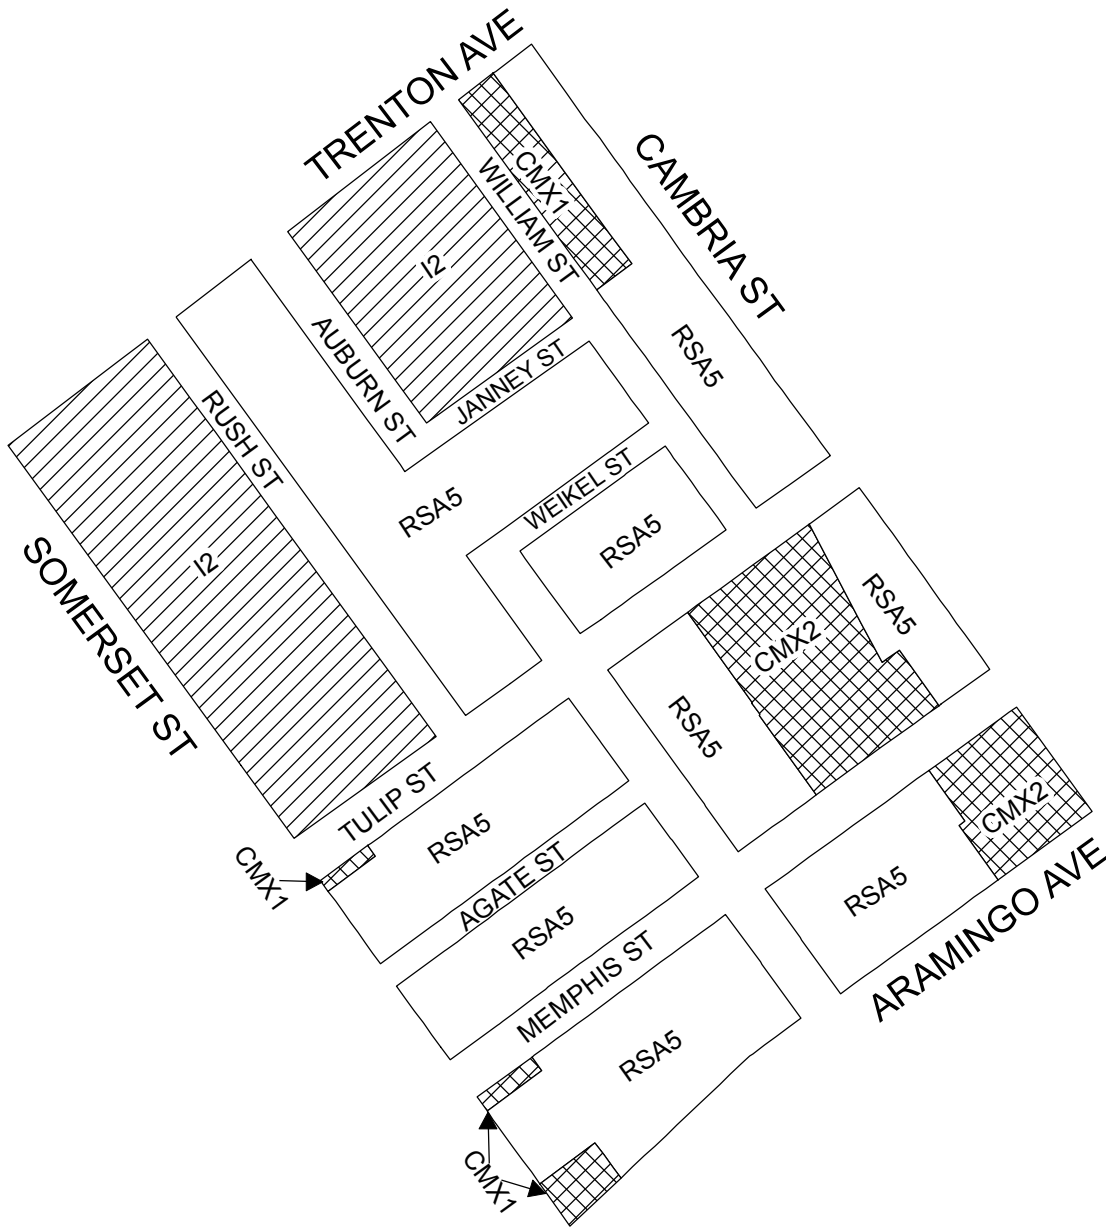 TRENTON AVE
CAMBRIA ST
CMX1
WILLIAM ST
I2
AUBURN ST
JANNEY ST
RSA5
RUSH ST
WEIKEL ST
RSA5
RSA5
I2
SOMERSET ST
RSA5
CMX2
RSA5
TULIP ST
CMX1
RSA5
AGATE ST
RSA5
MEMPHIS ST
RSA5
CMX2
ARAMINGO AVE
RSA5
CMX1